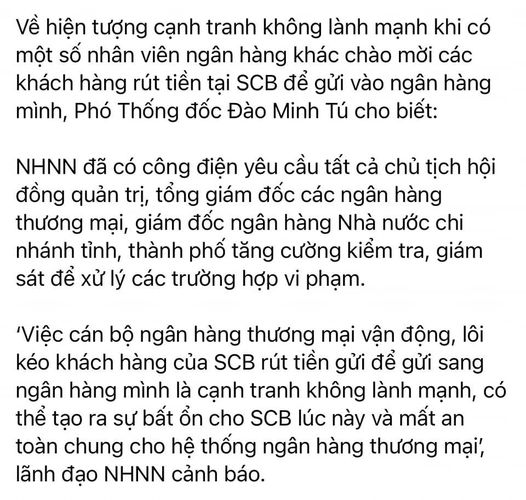 Về hiện tượng cạnh tranh không lành mạnh khi có
một số nhân viên ngân hàng khác chào mời các
khách hàng rút tiền tại SCB để gửi vào ngân hàng
mình, Phó Thống đốc Đào Minh Tú cho biết:
NHNN đã có công điện yêu cầu tất cả chủ tịch hội
đồng quản trị, tổng giám đốc các ngân hàng
thương mại, giám đốc ngân hàng Nhà nước chi
nhánh tỉnh, thành phố tăng cường kiểm tra, giám
sát để xử lý các trường hợp vi phạm.
‘Việc cán bộ ngân hàng thương mại vận động, lôi
kéo khách hàng của SCB rút tiền gửi để gửi sang
ngân hàng mình là cạnh tranh không lành mạnh, có
thể tạo ra sự bất ổn cho SCB lúc này và mất an
toàn chung cho hệ thống ngân hàng thương mại’,
lãnh đạo NHNN cảnh báo.